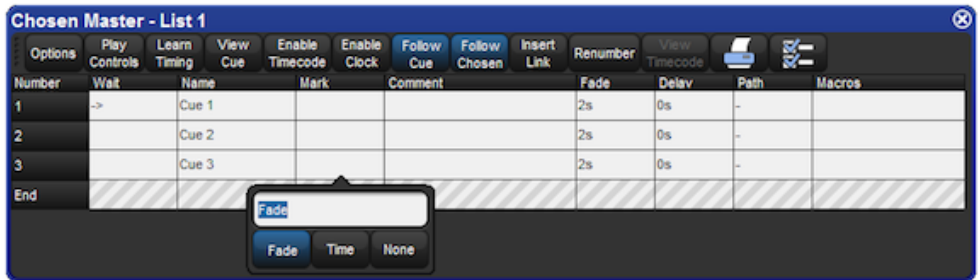 Chosen Master - List 1
Options Play Controls Learn Timing View Cue Enable Timecode Enable Clock Follow Cue Follow Chosen Insert Link Renumber View Timecode
Number Wait Name Mark Comment Fade Delay Path Macros
1 -> Cue 1 2s 0s -
2 Cue 2 2s 0s -
3 Cue 3 2s 0s -
End
Fade
Fade Time None